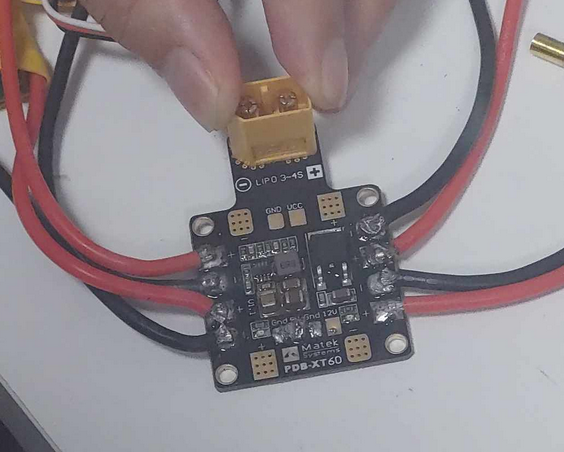 LIPO 3-4S
GND VCC
Gnd 5V Gnd 12V
Matek
Systems
PDB-XT60